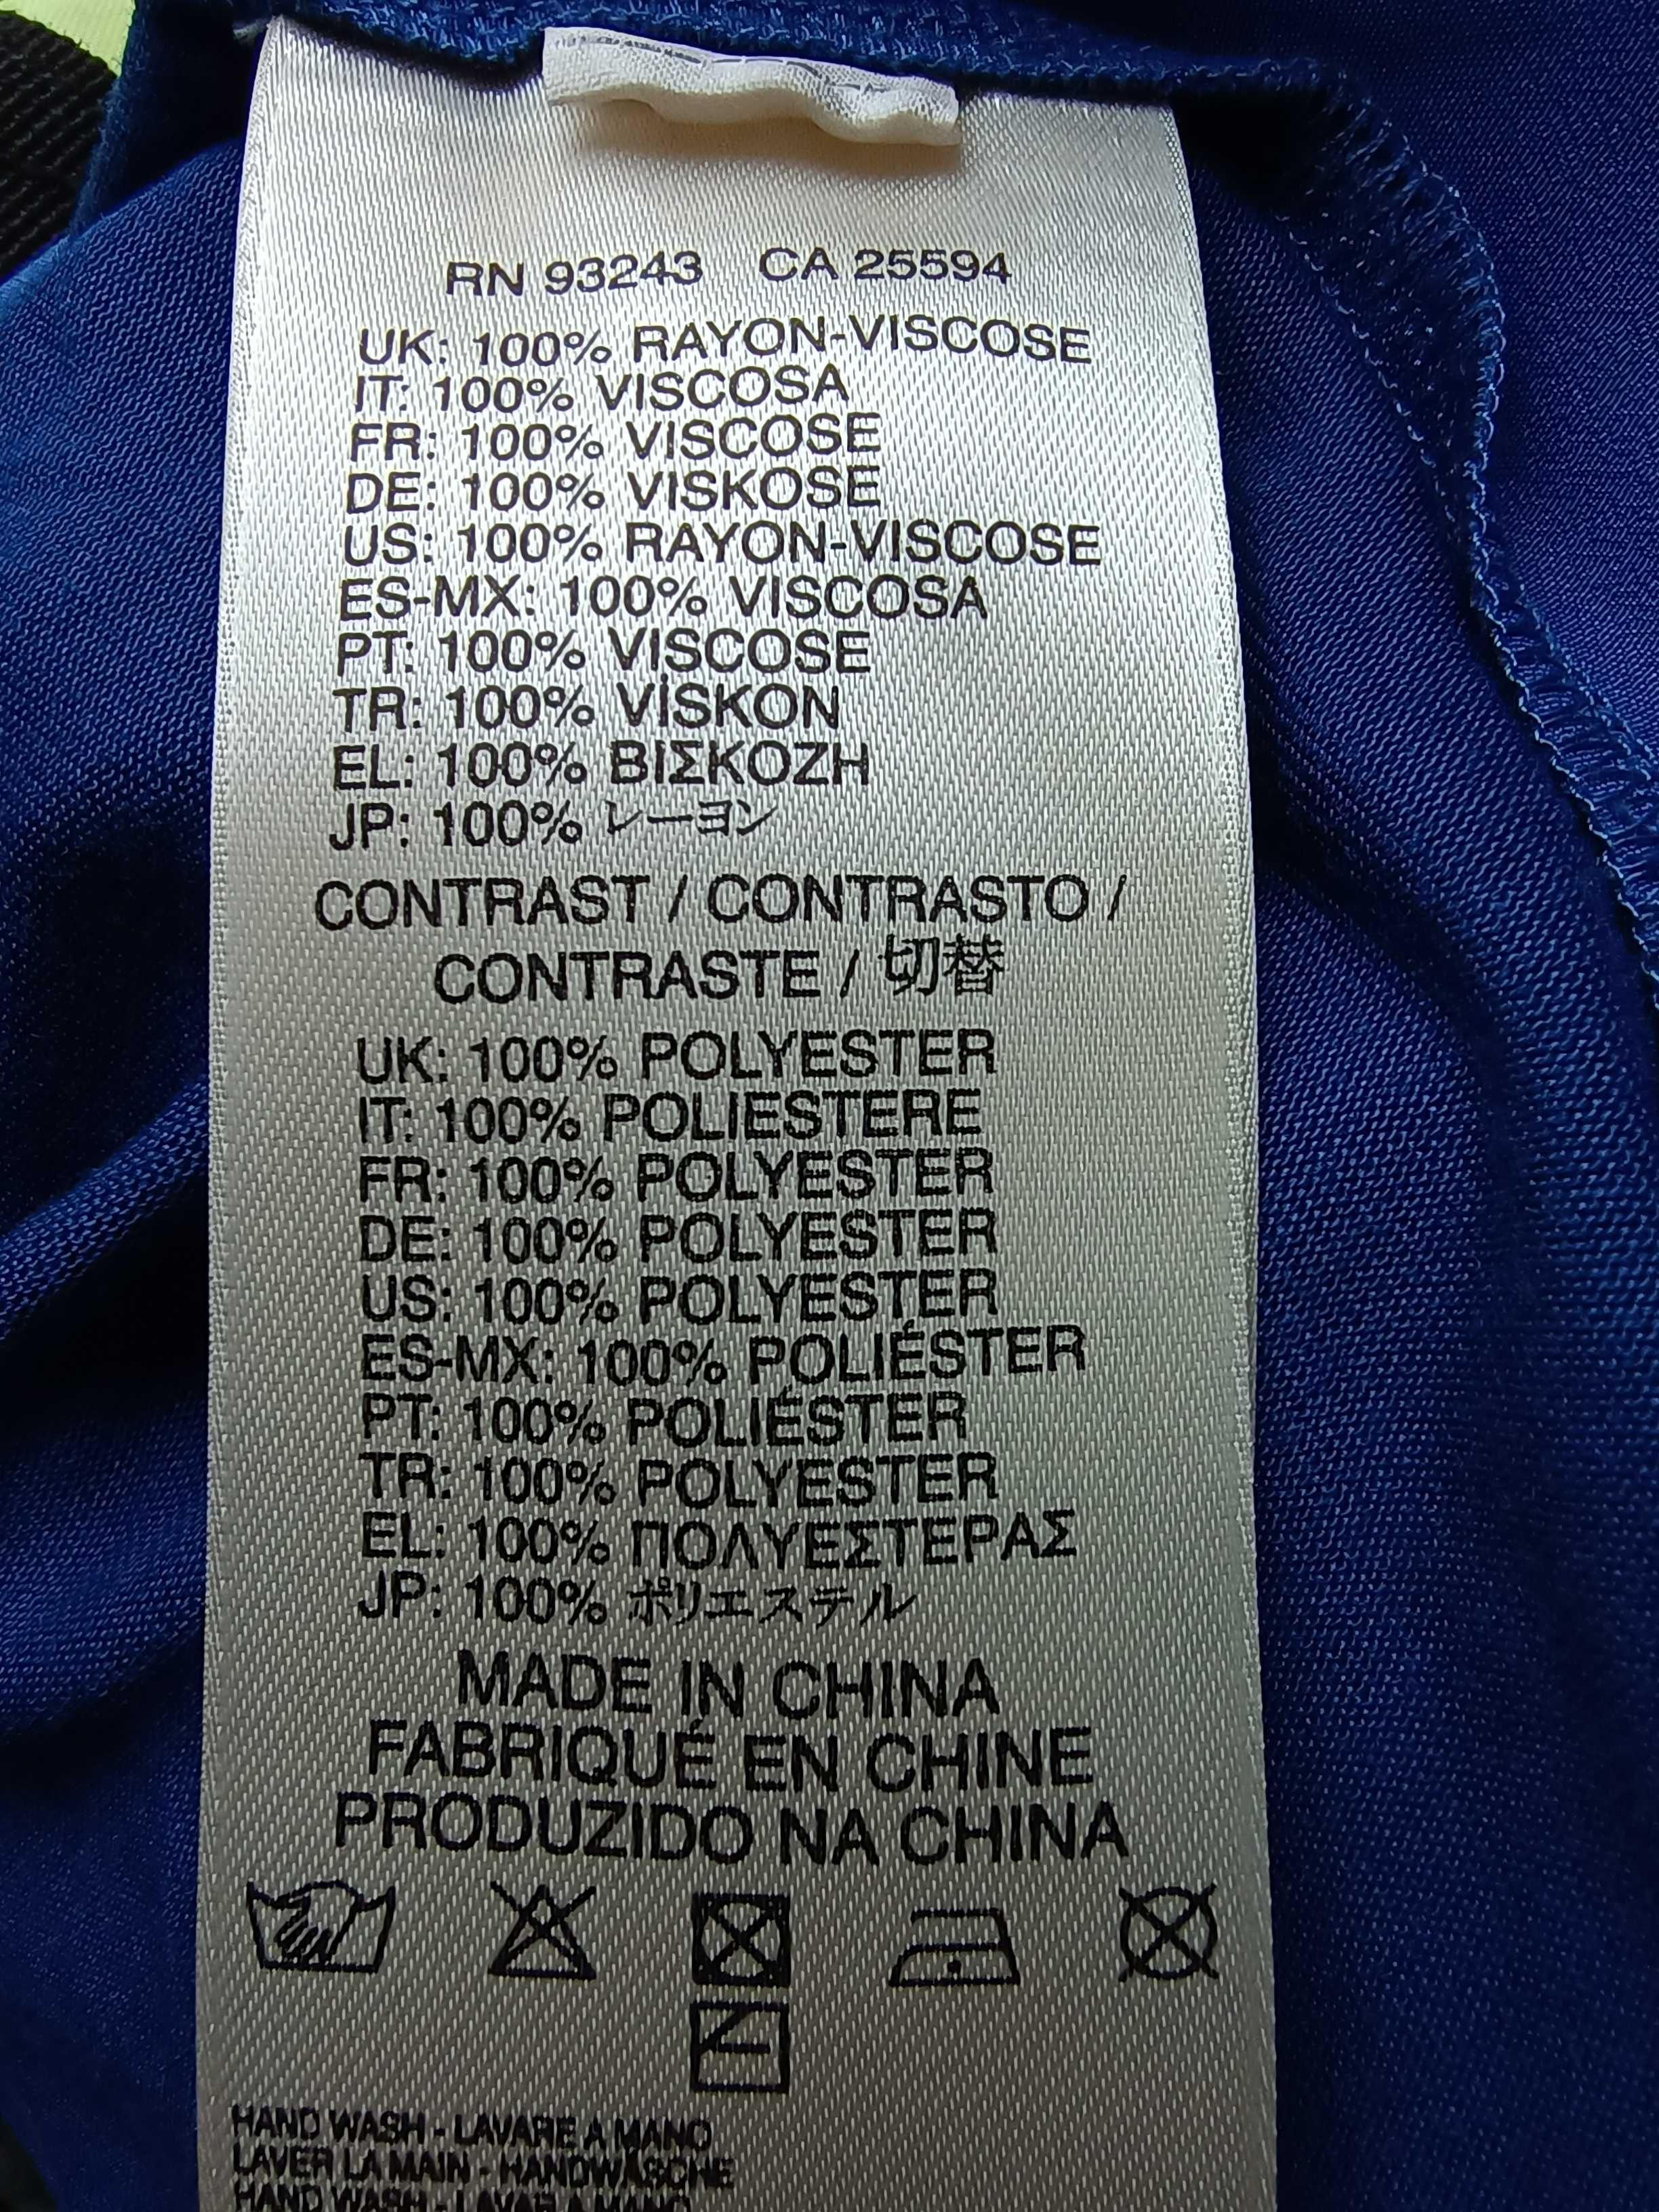 RN 93243 CA 25594
UK: 100% RAYON-VISCOSE
IT: 100% VISCOSA
FR: 100% VISCOSE
DE: 100% VISKOSE
US: 100% RAYON-VISCOSE
ES-MX: 100% VISCOSA
PT: 100% VISCOSE
TR: 100% VİSKON
EL: 100% ΒΙΣΚΟΖΗ
JP: 100% レーヨン
CONTRAST / CONTRASTO /
CONTRASTE / 切替
UK: 100% POLYESTER
IT: 100% POLIESTERE
FR: 100% POLYESTER
DE: 100% POLYESTER
US: 100% POLYESTER
ES-MX: 100% POLIÉSTER
PT: 100% POLIÉSTER
TR: 100% POLYESTER
EL: 100% ΠΟΛΥΕΣΤΕΡΑΣ
JP: 100% ポリエステル
MADE IN CHINA
FABRIQUÉ EN CHINE
PRODUZIDO NA CHINA
HAND WASH - LAVARE A MANO
LAVER LA MAIN - HANDWÄSCHE
HAND WASH - LAVAR A MANO